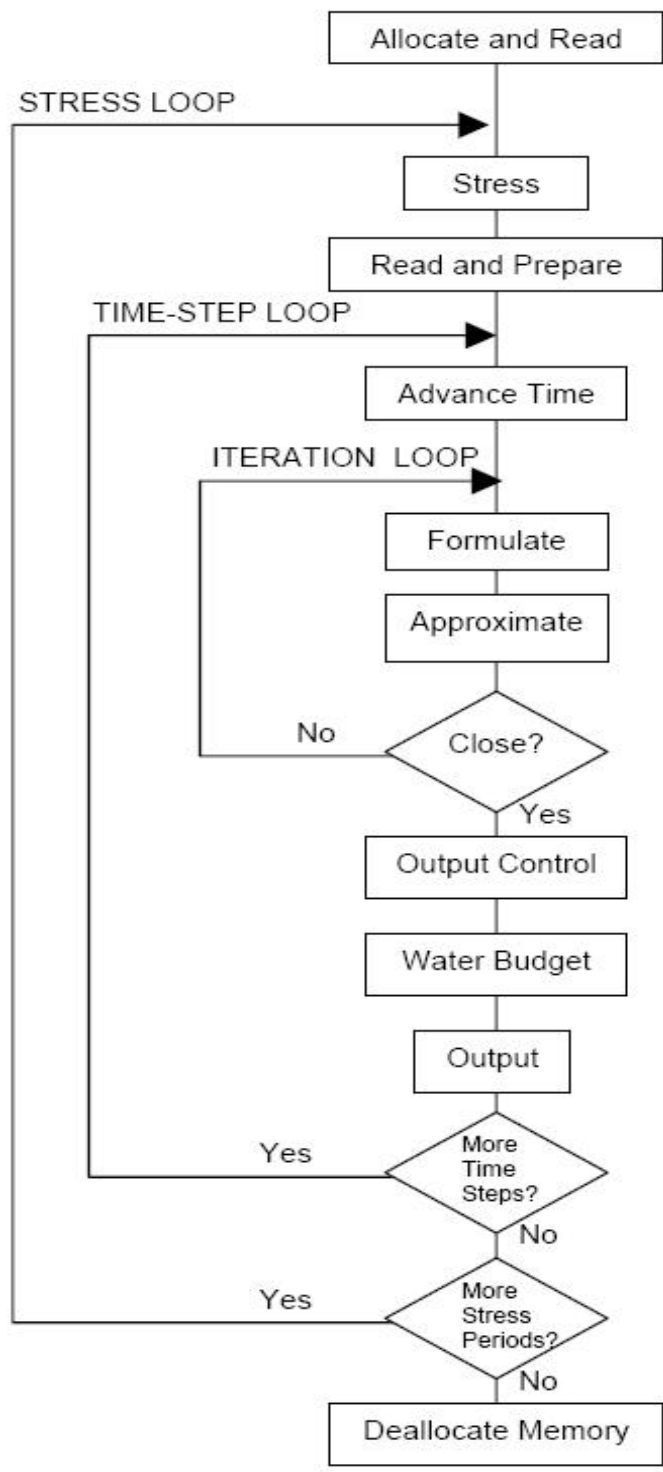 Allocate and Read
STRESS LOOP
Stress
Read and Prepare
TIME-STEP LOOP
Advance Time
ITERATION LOOP
Formulate
Approximate
Close?
No
Yes
Output Control
Water Budget
Output
More
Time
Steps?
Yes
No
More
Stress
Periods?
Yes
No
Deallocate Memory